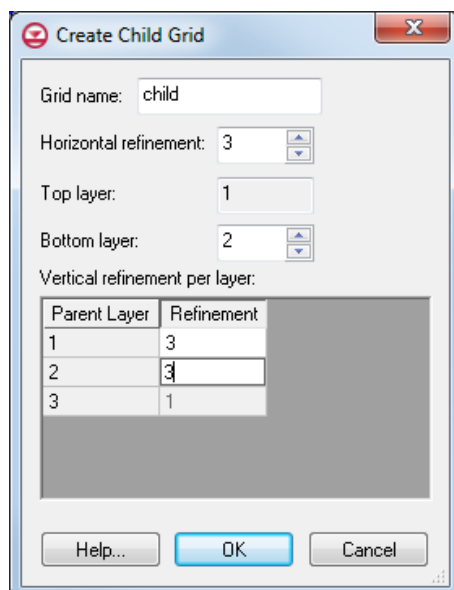 Create Child Grid
Grid name: child
Horizontal refinement: 3
Top layer: 1
Bottom layer: 2
Vertical refinement per layer:
Parent Layer Refinement
1 3
2 3
3 1
Help... OK Cancel